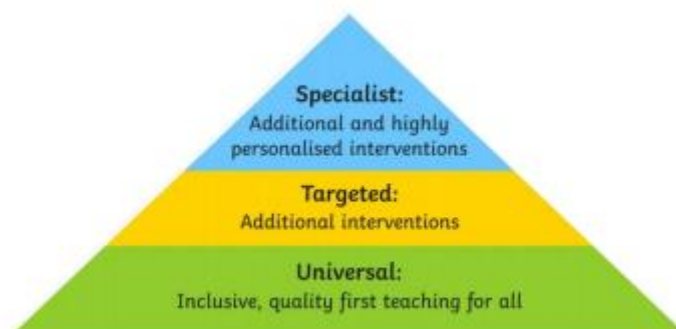 Specialist:
Additional and highly
personalised interventions
Targeted:
Additional interventions
Universal:
Inclusive, quality first teaching for all